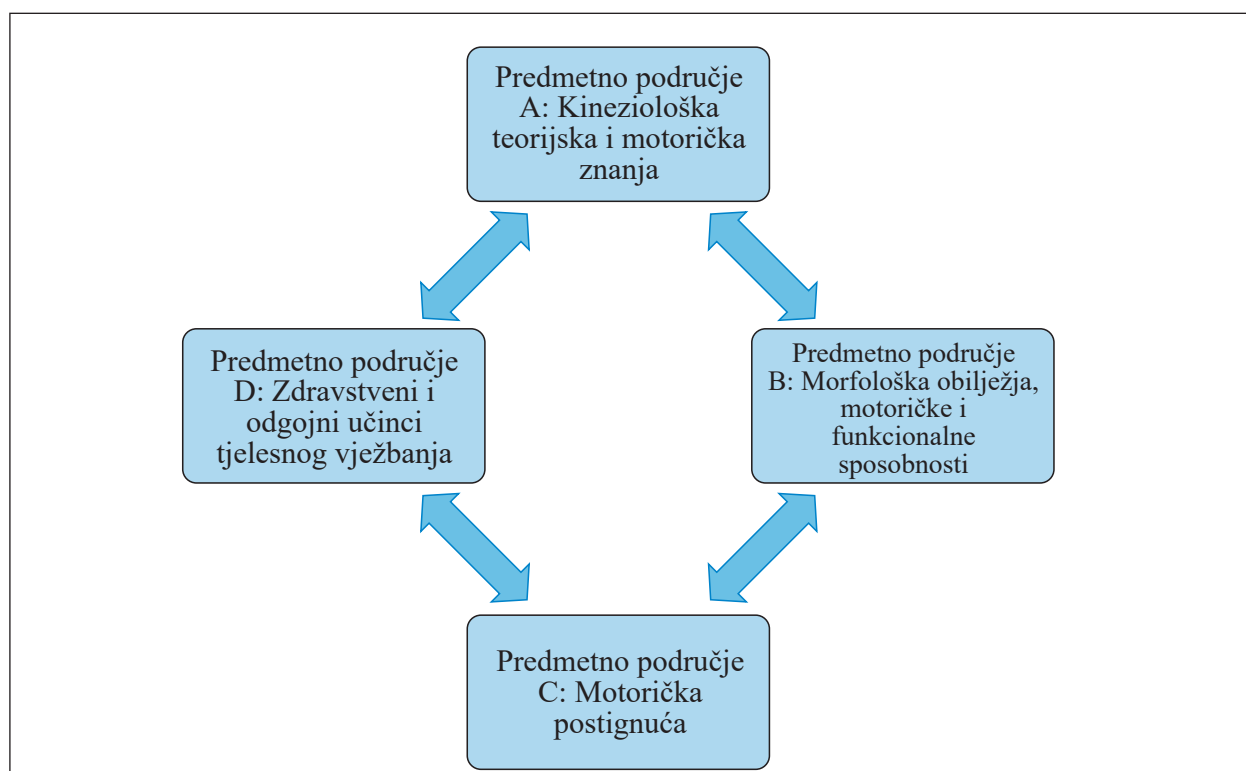 Predmetno područje
A: Kineziološka
teorijska i motorička
znanja
Predmetno područje
D: Zdravstveni i
odgojni učinci
tjelesnog vježbanja
Predmetno područje
B: Morfološka obilježja,
motoričke i
funkcionalne
sposobnosti
Predmetno područje
C: Motorička
postignuća